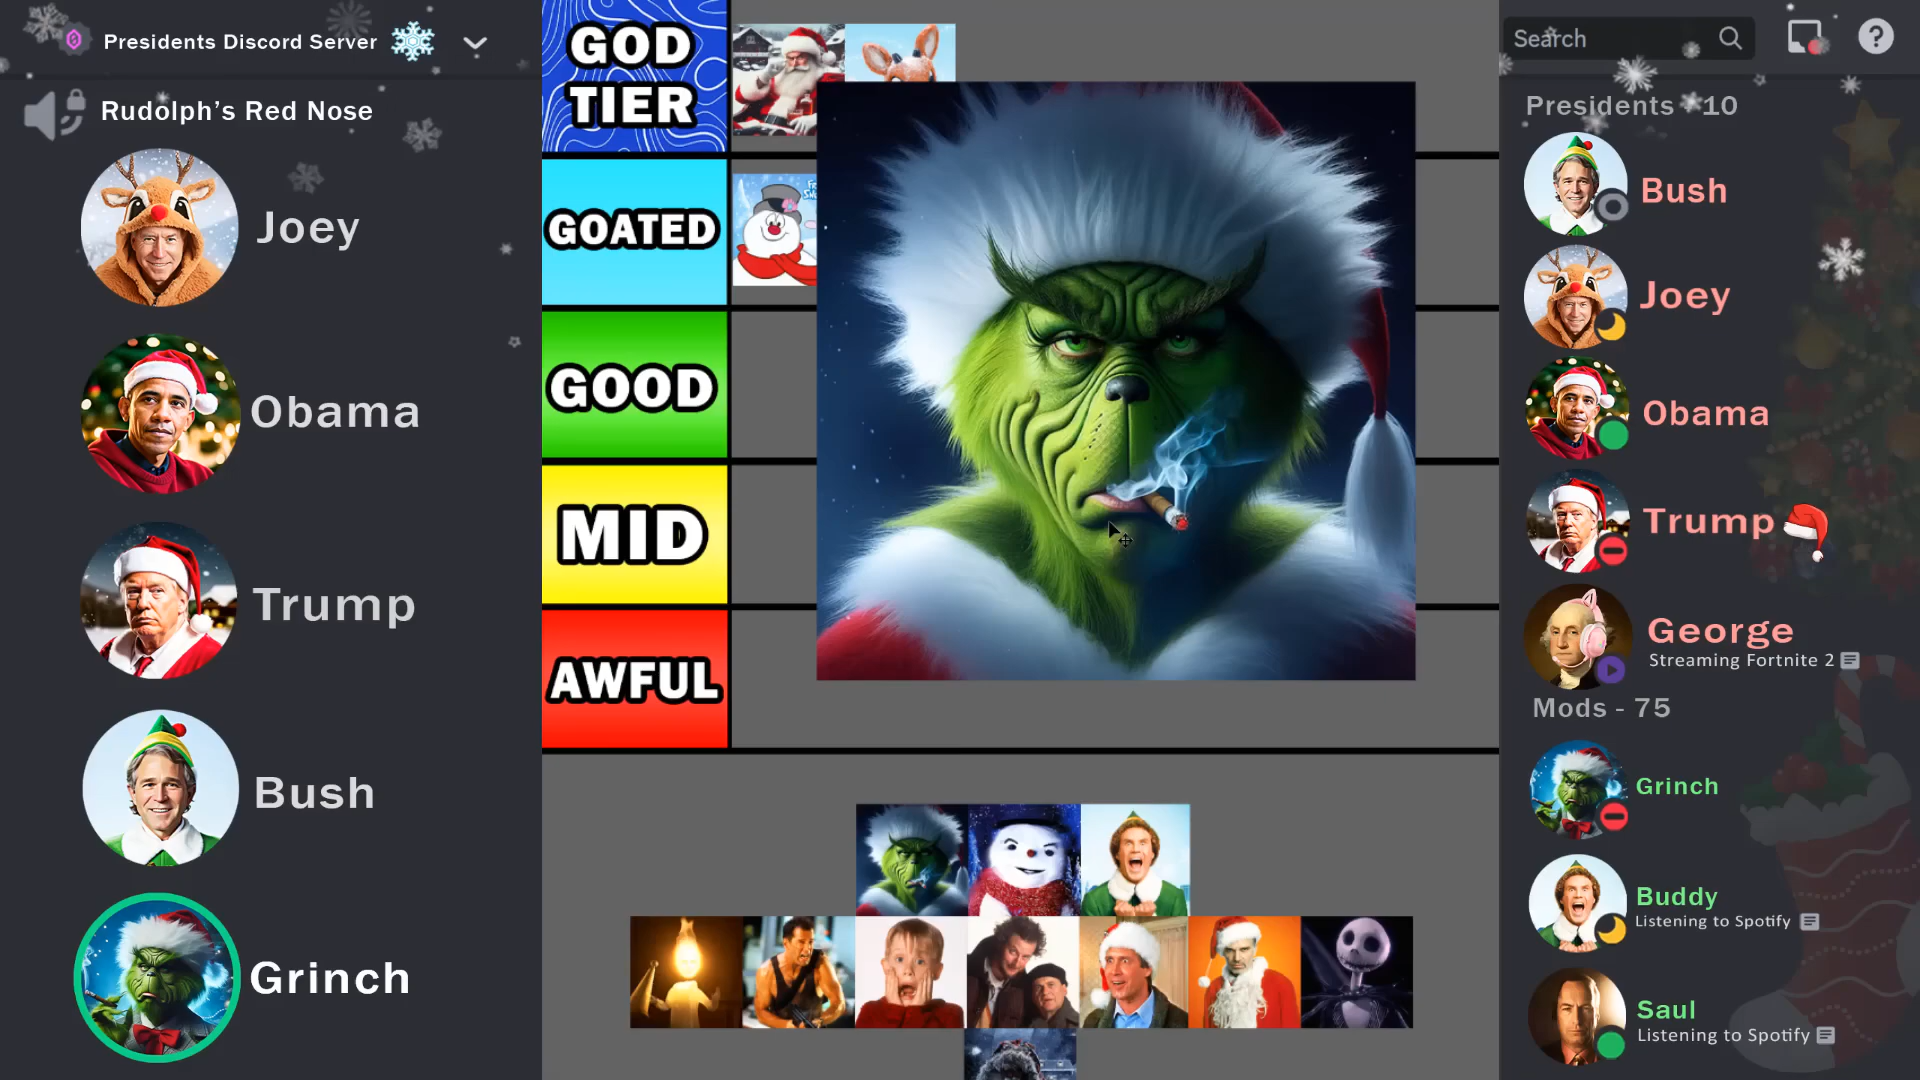 Presidents Discord Server
Rudolph's Red Nose
Joey
Obama
Trump
Bush
Grinch
GOD
TIER
GOATED
GOOD
MID
AWFUL
Search
?
Presidents - 10
Bush
Joey
Obama
Trump
George
Streaming Fortnite 2
Mods - 75
Grinch
Buddy
Listening to Spotify
Saul
Listening to Spotify